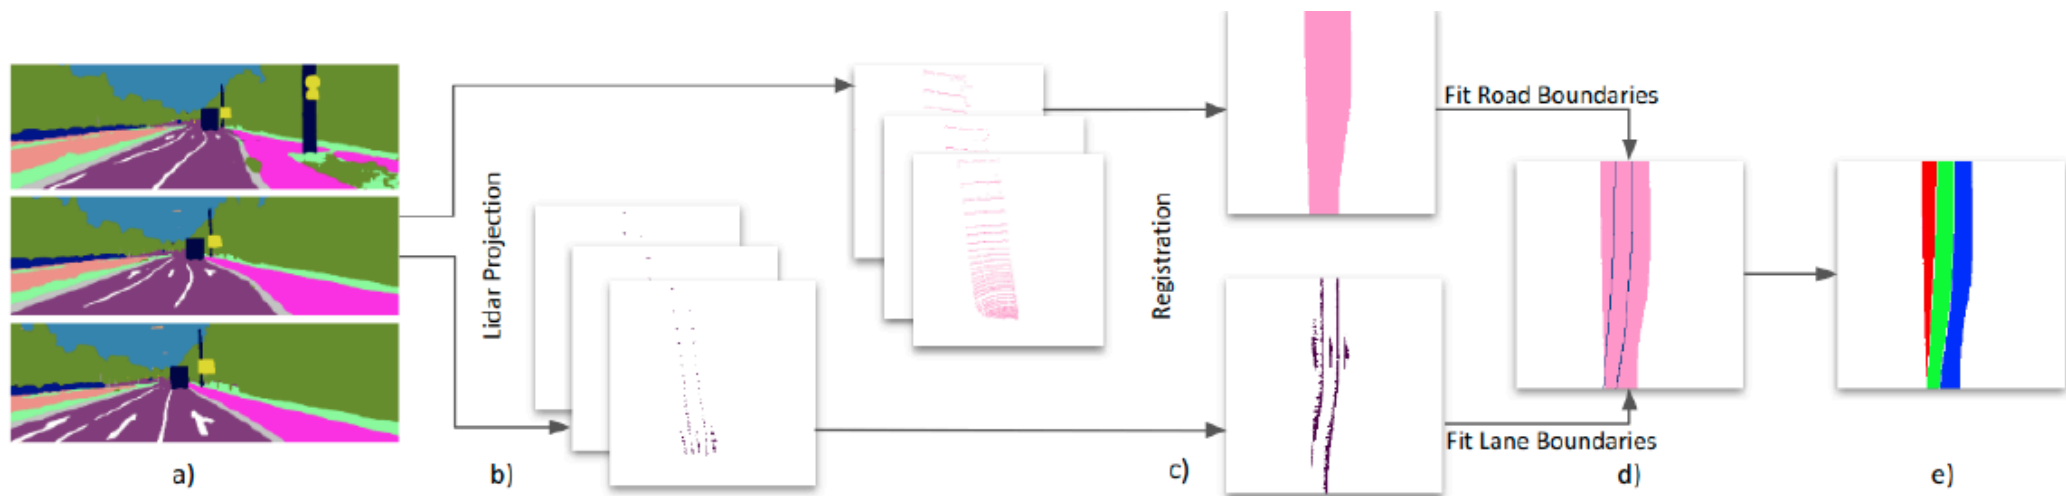 Fit Road Boundaries
Lidar Projection
Registration
Fit Lane Boundaries
a)
b)
c)
d)
e)